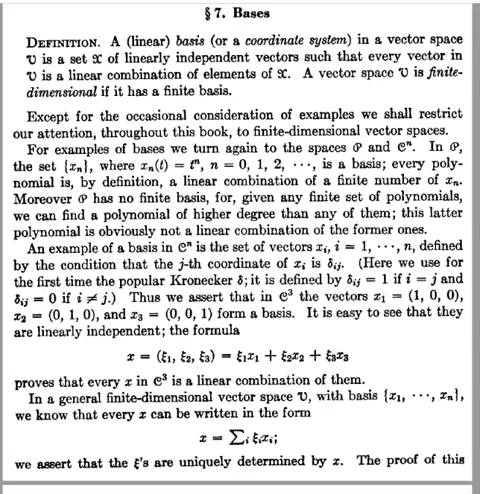 § 7. Bases
DEFINITION. A (linear) basis (or a coordinate system) in a vector space
𝒱 is a set 𝒳 of linearly independent vectors such that every vector in
𝒱 is a linear combination of elements of 𝒳. A vector space 𝒱 is finite-
dimensional if it has a finite basis.
Except for the occasional consideration of examples we shall restrict
our attention, throughout this book, to finite-dimensional vector spaces.
For examples of bases we turn again to the spaces 𝒫 and 𝒞ⁿ. In 𝒫,
the set {xₙ}, where xₙ(t) = tⁿ, n = 0, 1, 2, ···, is a basis; every poly-
nomial is, by definition, a linear combination of a finite number of xₙ.
Moreover 𝒫 has no finite basis, for, given any finite set of polynomials,
we can find a polynomial of higher degree than any of them; this latter
polynomial is obviously not a linear combination of the former ones.
An example of a basis in 𝒞ⁿ is the set of vectors xᵢ, i = 1, ···, n, defined
by the condition that the j-th coordinate of xᵢ is δᵢⱼ. (Here we use for
the first time the popular Kronecker δ; it is defined by δᵢⱼ = 1 if i = j and
δᵢⱼ = 0 if i ≠ j.) Thus we assert that in 𝒞³ the vectors x₁ = (1, 0, 0),
x₂ = (0, 1, 0), and x₃ = (0, 0, 1) form a basis. It is easy to see that they
are linearly independent; the formula
x = (ξ₁, ξ₂, ξ₃) = ξ₁x₁ + ξ₂x₂ + ξ₃x₃
proves that every x in 𝒞³ is a linear combination of them.
In a general finite-dimensional vector space 𝒱, with basis {x₁, ···, xₙ},
we know that every x can be written in the form
x = ∑ᵢ ξᵢxᵢ;
we assert that the ξ's are uniquely determined by x. The proof of this